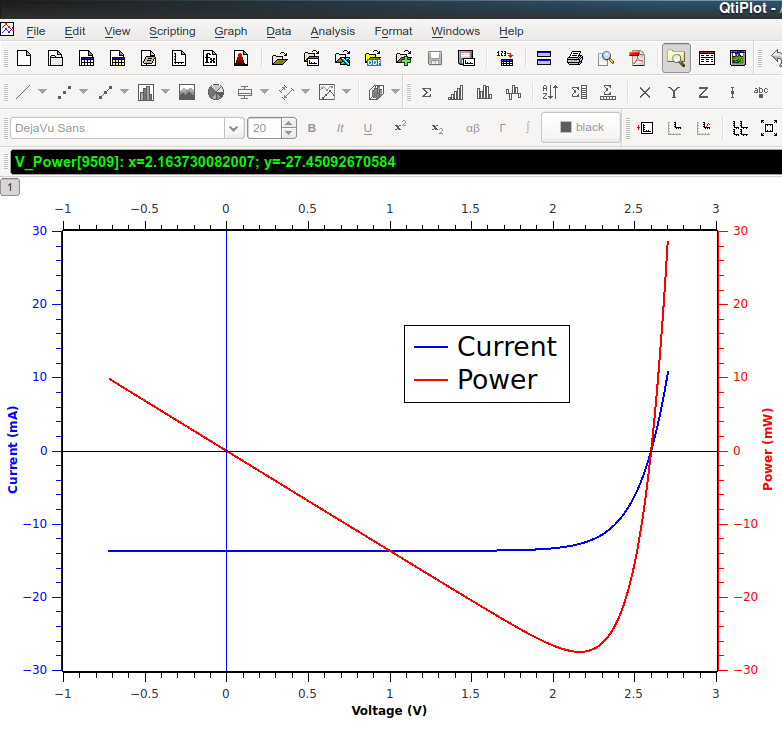 QtiPlot -
File Edit View Scripting Graph Data Analysis Format Windows Help
DejaVu Sans 20 B It U x² x₂ αβ Γ ∫ black
V_Power[9509]: x=2.163730082007; y=-27.45092670584
1
−1 −0.5 0 0.5 1 1.5 2 2.5 3
30 30
20 20
Current
Power
10 10
0 0
Current (mA) Power (mW)
−10 −10
−20 −20
−30 −30
−1 −0.5 0 0.5 1 1.5 2 2.5 3
Voltage (V)